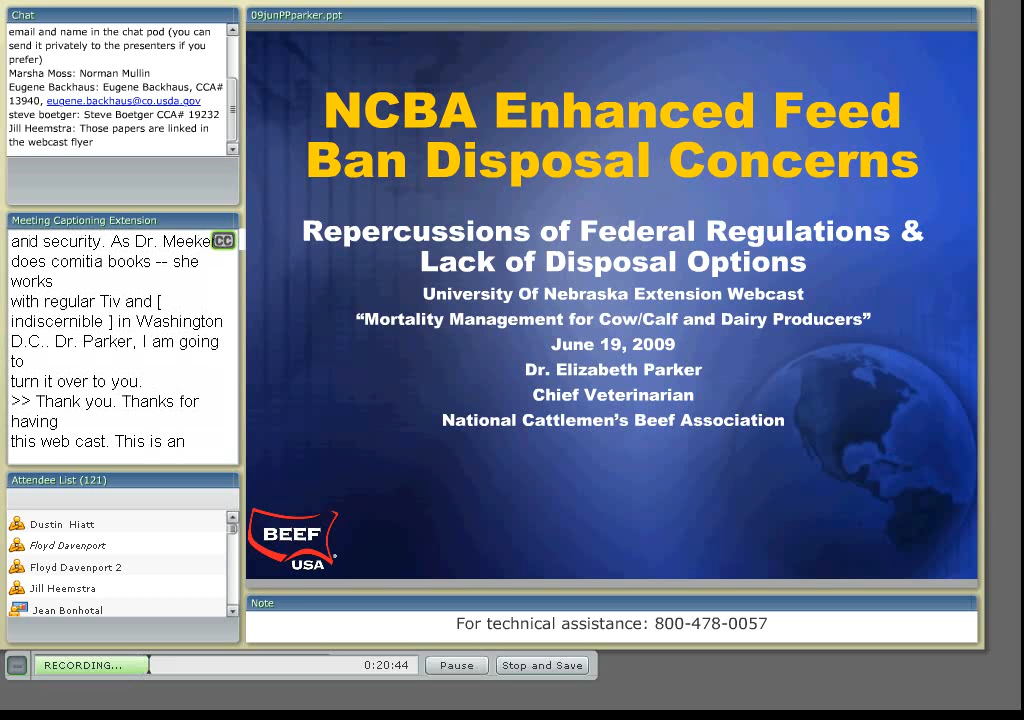 Chat
email and name in the chat pod (you can
send it privately to the presenters if you
prefer)
Marsha Moss: Norman Mullin
Eugene Backhaus: Eugene Backhaus, CCA#
13940, eugene.backhaus@co.usda.gov
steve boetger: Steve Boetger CCA# 19232
Jill Heemstra: Those papers are linked in
the webcast flyer
Meeting Captioning Extension
and security. As Dr. Meeke
CC
does comitia books -- she
works
with regular Tiv and [
indiscernible ] in Washington
D.C.. Dr. Parker, I am going
to
turn it over to you.
>> Thank you. Thanks for
having
this web cast. This is an
Attendee List (121)
Dustin Hiatt
Floyd Davenport
Floyd Davenport 2
Jill Heemstra
Jean Bonhotal
09junPPparker.ppt
NCBA Enhanced Feed
Ban Disposal Concerns
Repercussions of Federal Regulations &
Lack of Disposal Options
University Of Nebraska Extension Webcast
“Mortality Management for Cow/Calf and Dairy Producers”
June 19, 2009
Dr. Elizabeth Parker
Chief Veterinarian
National Cattlemen’s Beef Association
BEEF
USA
Note
For technical assistance: 800-478-0057
RECORDING...
0:20:44
Pause
Stop and Save